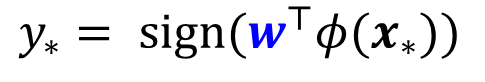 y∗ = sign(w⊤ϕ(x∗))